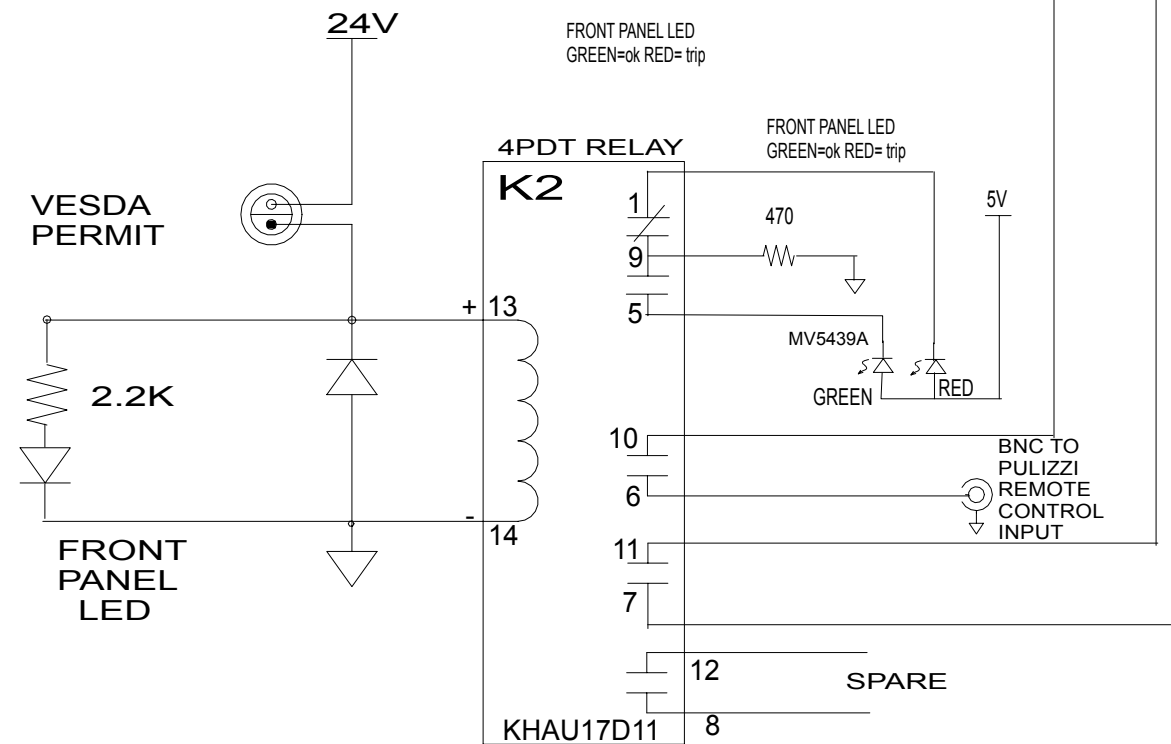 24V
FRONT PANEL LED
GREEN=ok RED= trip
FRONT PANEL LED
GREEN=ok RED= trip
4PDT RELAY
K2
VESDA
PERMIT
1
470
5V
9
+ 13
5
MV5439A
2.2K
GREEN
RED
10
BNC TO
PULIZZI
REMOTE
CONTROL
INPUT
6
- 14
FRONT
PANEL
LED
11
7
12
SPARE
8
KHAU17D11